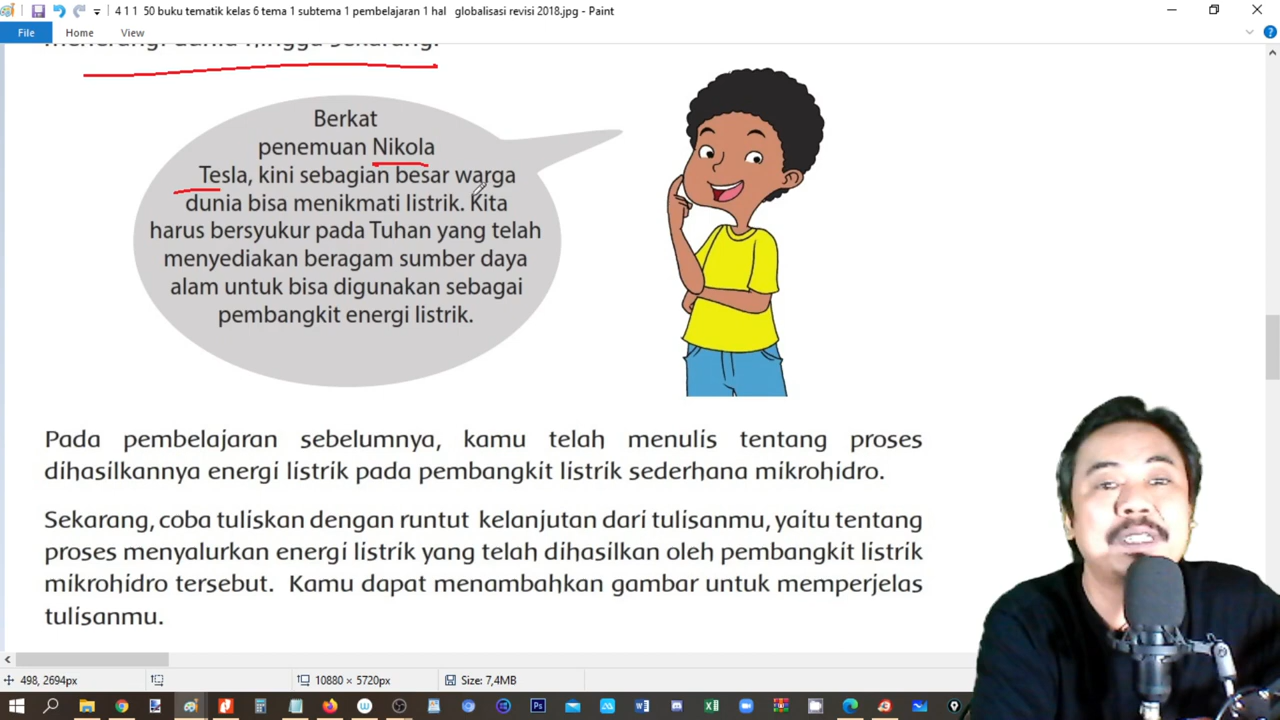 4 1 1 50 buku tematik kelas 6 tema 1 subtema 1 pembelajaran 1 hal globalisasi revisi 2018.jpg - Paint
File Home View
menerangi dunia hingga sekarang.
Berkat
penemuan Nikola
Tesla, kini sebagian besar warga
dunia bisa menikmati listrik. Kita
harus bersyukur pada Tuhan yang telah
menyediakan beragam sumber daya
alam untuk bisa digunakan sebagai
pembangkit energi listrik.
Pada pembelajaran sebelumnya, kamu telah menulis tentang proses
dihasilkannya energi listrik pada pembangkit listrik sederhana mikrohidro.
Sekarang, coba tuliskan dengan runtut kelanjutan dari tulisanmu, yaitu tentang
proses menyalurkan energi listrik yang telah dihasilkan oleh pembangkit listrik
mikrohidro tersebut. Kamu dapat menambahkan gambar untuk memperjelas
tulisanmu.
498, 2694px 10880 × 5720px Size: 7,4MB